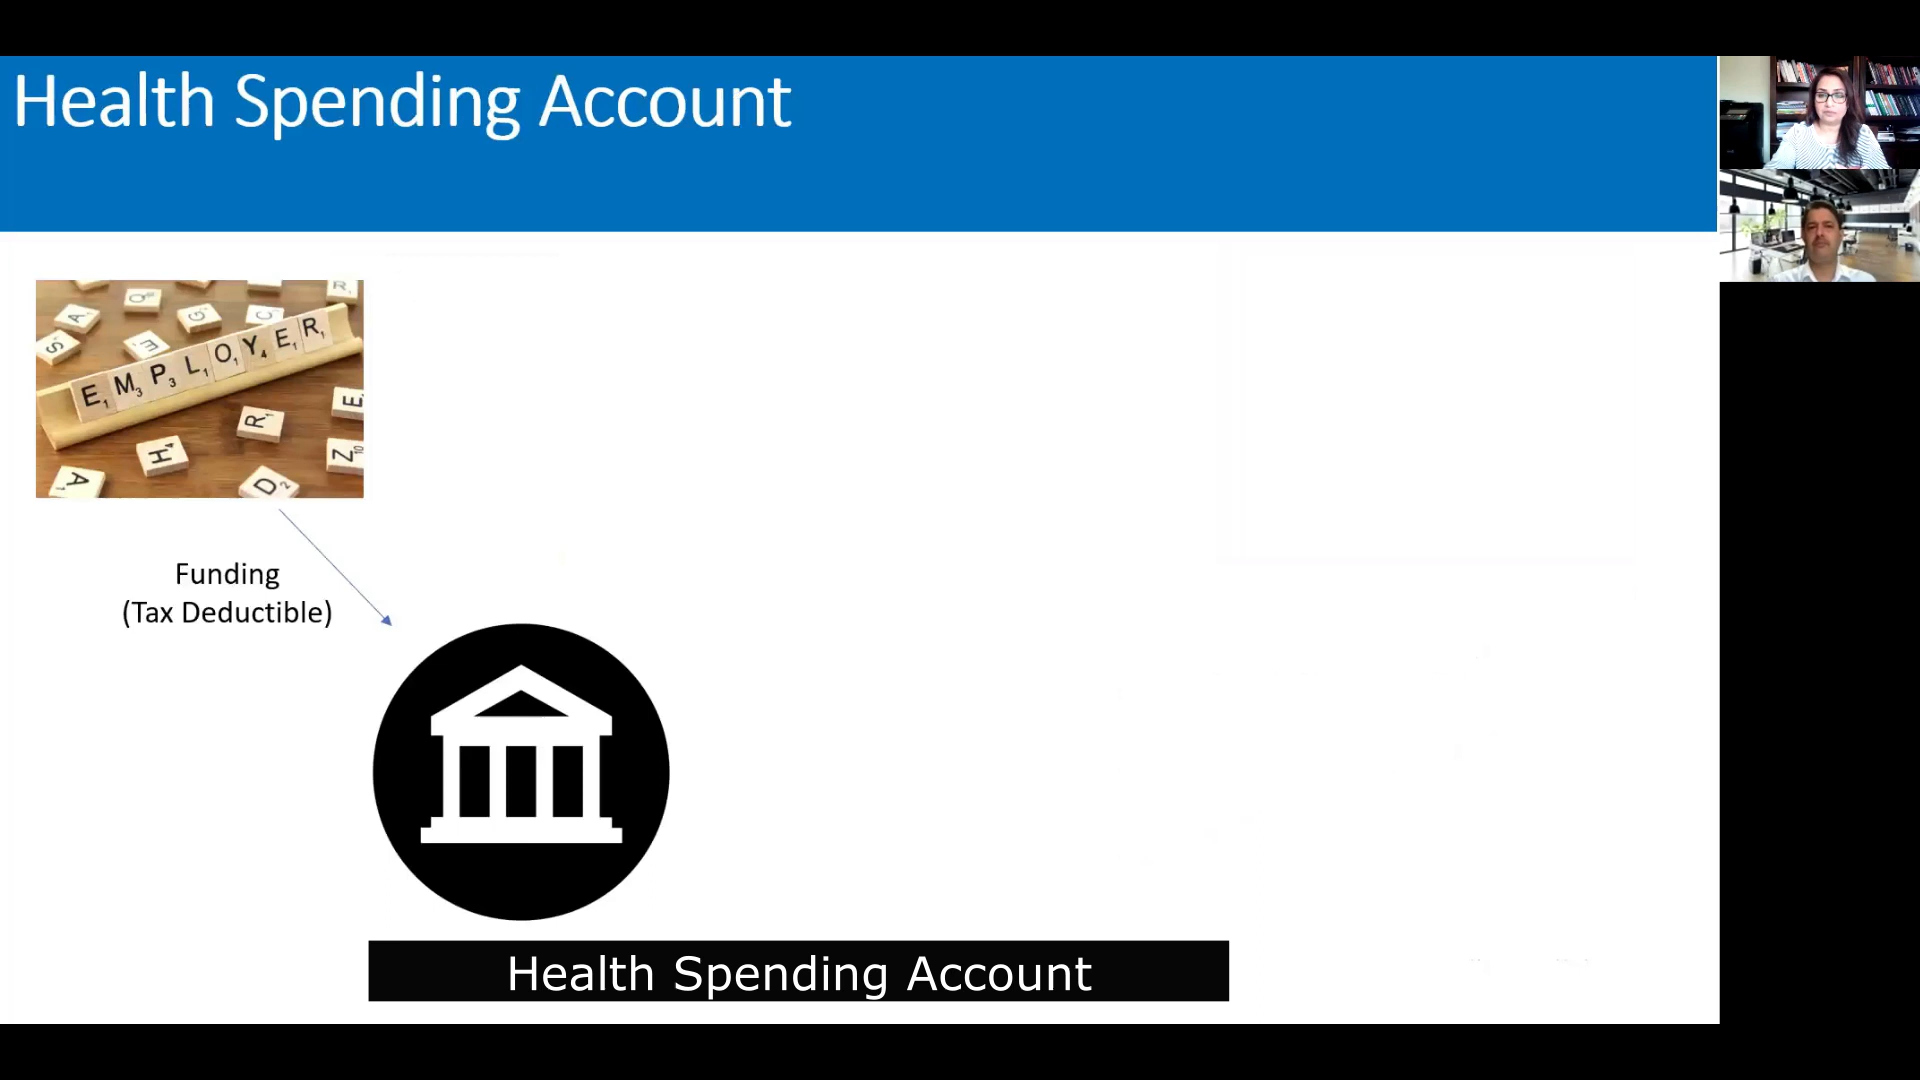 Health Spending Account
EMPLOYER
Funding
(Tax Deductible)
Health Spending Account